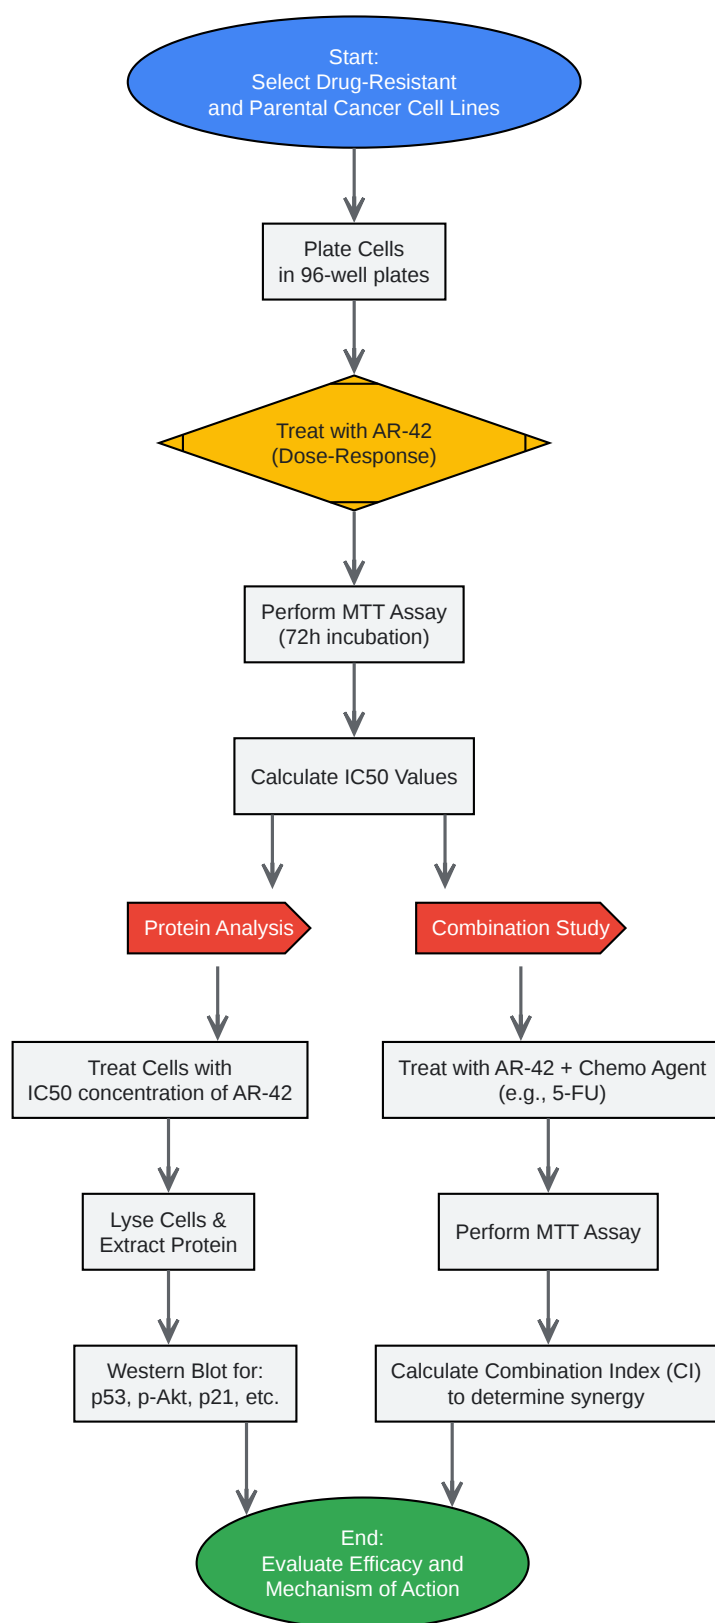 Start:
Select Drug-Resistant
and Parental Cancer Cell Lines
Plate Cells
in 96-well plates
Treat with AR-42
(Dose-Response)
Perform MTT Assay
(72h incubation)
Calculate IC50 Values
Protein Analysis
Combination Study
Treat Cells with
IC50 concentration of AR-42
Treat with AR-42 + Chemo Agent
(e.g., 5-FU)
Lyse Cells &
Extract Protein
Perform MTT Assay
Western Blot for:
p53, p-Akt, p21, etc.
Calculate Combination Index (CI)
to determine synergy
End:
Evaluate Efficacy and
Mechanism of Action